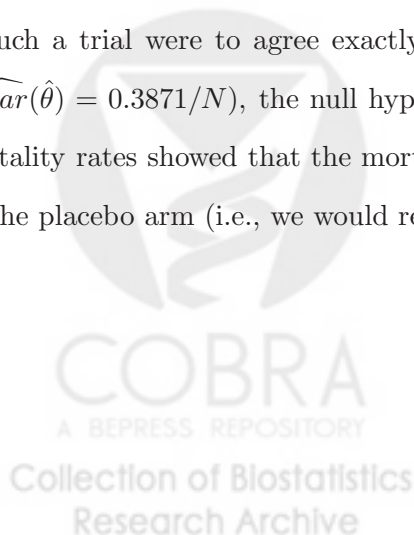 uch a trial were to agree exactly
ar(θ̂) = 0.3871/N), the null hyp
tality rates showed that the mort
he placebo arm (i.e., we would re
COBRA
A BEPRESS REPOSITORY
Collection of Biostatistics
Research Archive